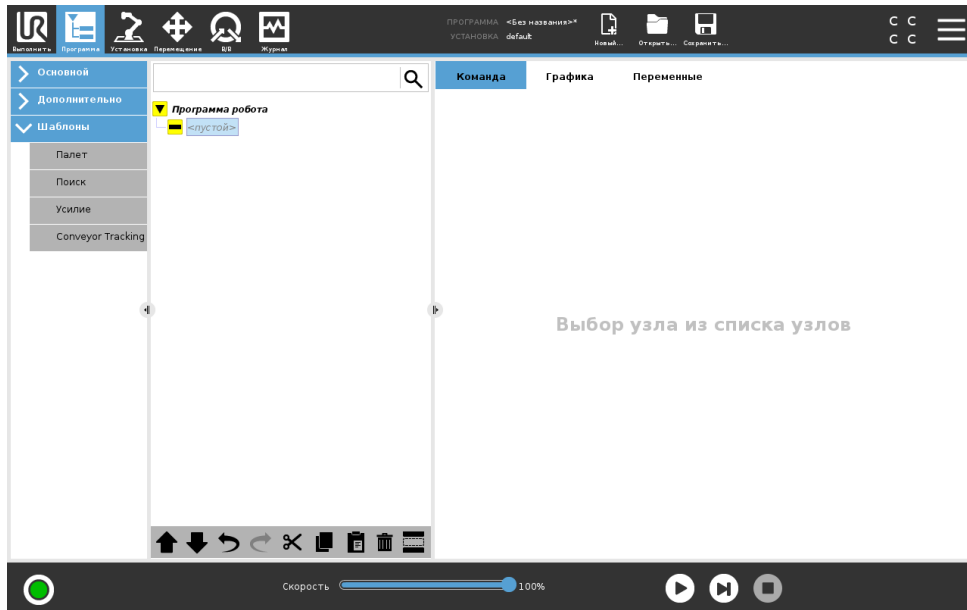 UR
Выполнить
Программа
Установка
Перемещение
В/В
Журнал
ПРОГРАММА <Без названия>*
УСТАНОВКА default
Новый...
Открыть...
Сохранить...
C C
C C
Основной
Дополнительно
Шаблоны
Палет
Поиск
Усилие
Conveyor Tracking
Программа робота
<пустой>
Команда
Графика
Переменные
Выбор узла из списка узлов
Скорость 100%